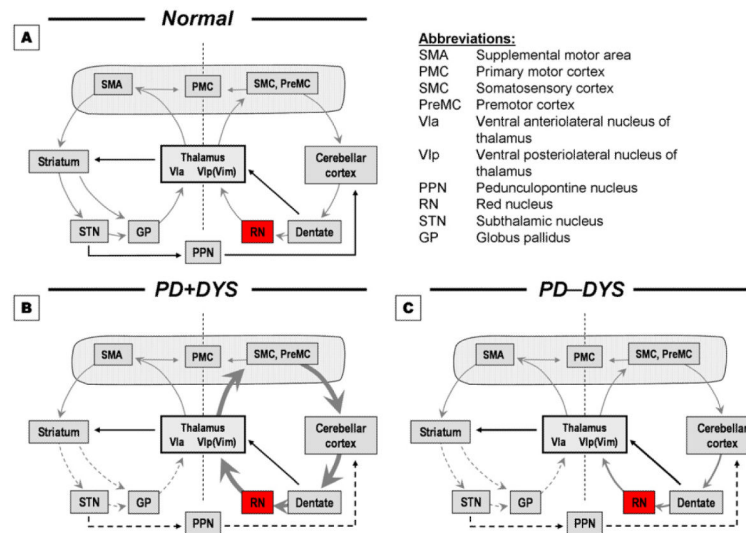 Normal
A
SMA
PMC
SMC, PreMC
Striatum
Thalamus
Vla Vlp(Vim)
Cerebellar
cortex
STN
GP
RN
Dentate
PPN
Abbreviations:
SMA Supplemental motor area
PMC Primary motor cortex
SMC Somatosensory cortex
PreMC Premotor cortex
Vla Ventral anteriolateral nucleus of
thalamus
Vlp Ventral posteriolateral nucleus of
thalamus
PPN Pedunculopontine nucleus
RN Red nucleus
STN Subthalamic nucleus
GP Globus pallidus
PD+DYS
B
SMA
PMC
SMC, PreMC
Striatum
Thalamus
Vla Vlp(Vim)
Cerebellar
cortex
STN
GP
RN
Dentate
PPN
PD–DYS
C
SMA
PMC
SMC, PreMC
Striatum
Thalamus
Vla Vlp(Vim)
Cerebellar
cortex
STN
GP
RN
Dentate
PPN